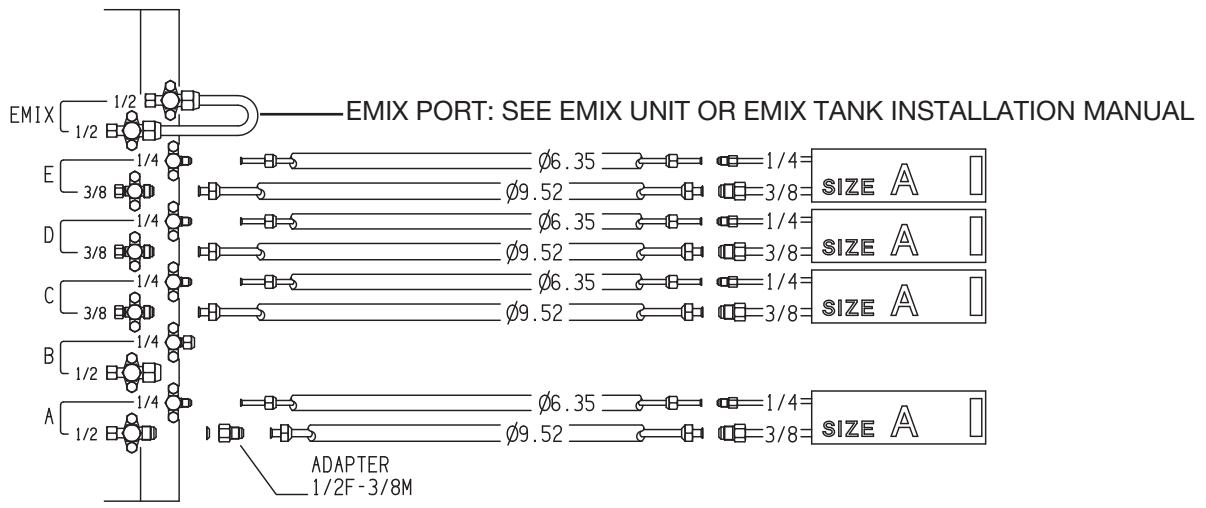 EMIX
1/2
1/2
EMIX PORT: SEE EMIX UNIT OR EMIX TANK INSTALLATION MANUAL
E
1/4
3/8
Ø6.35
Ø9.52
1/4
3/8
SIZE A
D
1/4
3/8
Ø6.35
Ø9.52
1/4
3/8
SIZE A
C
1/4
3/8
Ø6.35
Ø9.52
1/4
3/8
SIZE A
B
1/4
1/2
A
1/4
1/2
Ø6.35
Ø9.52
1/4
3/8
SIZE A
ADAPTER
1/2F-3/8M